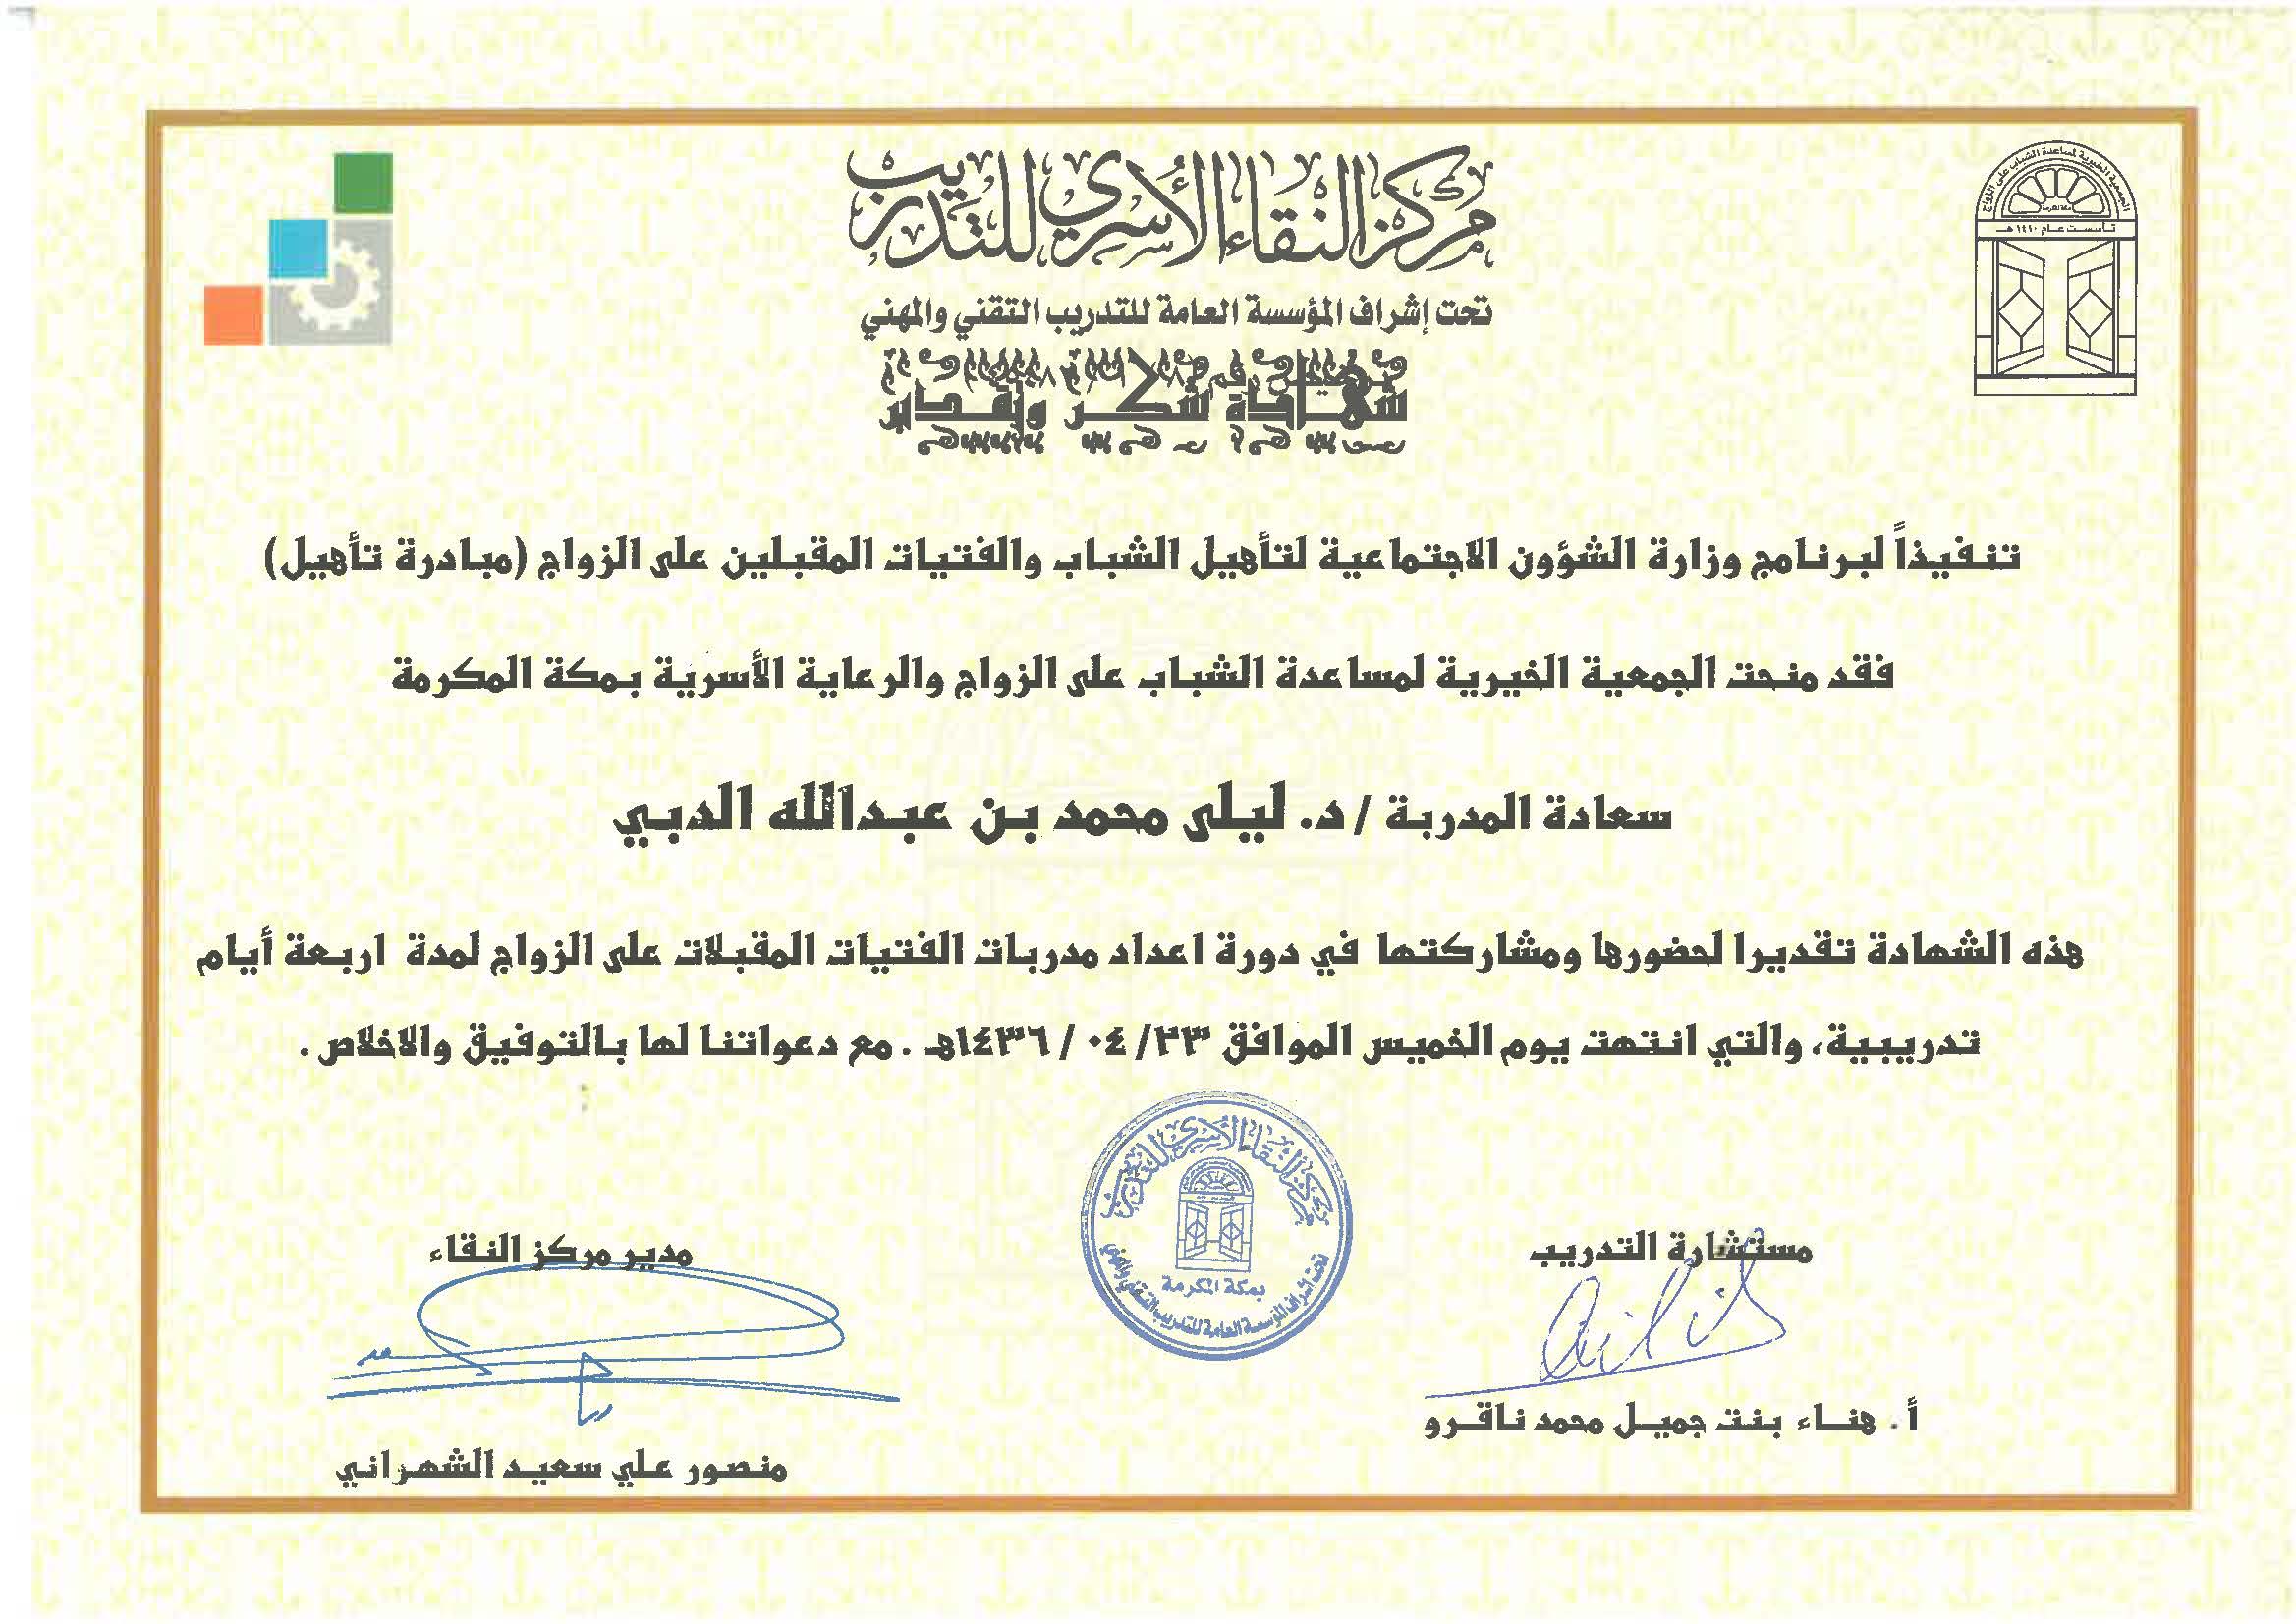 الجمعية الخيرية لمساعدة الشباب على الزواج
تأسست عام ١٤١٠هـ
مركز النقاء الأسري للتدريب
تحت إشراف المؤسسة العامة للتدريب التقني والمهني
شهادة شكر وتقدير
تنفيذاً لبرنامج وزارة الشؤون الاجتماعية لتأهيل الشباب والفتيات المقبلين على الزواج (مبادرة تأهيل)
فقد منحت الجمعية الخيرية لمساعدة الشباب على الزواج والرعاية الأسرية بمكة المكرمة
سعادة المدربة / د. ليلى محمد بن عبدالله الدبي
هذه الشهادة تقديرا لحضورها ومشاركتها في دورة اعداد مدربات الفتيات المقبلات على الزواج لمدة اربعة أيام
تدريبية، والتي انتهت يوم الخميس الموافق ٢٣/ ٠٤ / ١٤٣٦هـ . مع دعواتنا لها بالتوفيق والاخلاص .
مركز النقاء الأسري للتدريب
بمكة المكرمة
تحت اشراف المؤسسة العامة للتدريب التقني والمهني
مستشارة التدريب
أ. هنـاء بنت جميـل محمد ناقـرو
مدير مركز النقاء
منصور علي سعيد الشهراني